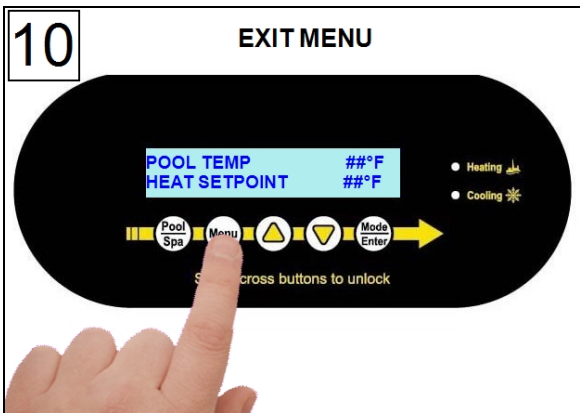 10
EXIT MENU
POOL TEMP ##°F
HEAT SETPOINT ##°F
Heating
Cooling
Pool
Spa
Menu
Mode
Enter
cross buttons to unlock